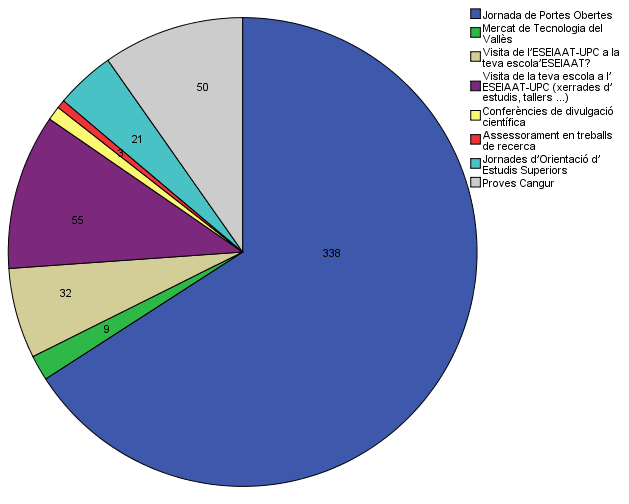 Jornada de Portes Obertes
Mercat de Tecnologia del
Vallès
Visita de l'ESEIAAT-UPC a la
teva escola'ESEIAAT?
Visita de la teva escola a l'
ESEIAAT-UPC (xerrades d'
estudis, tallers ...)
Conferències de divulgació
científica
Assessorament en treballs
de recerca
Jornades d'Orientació d'
Estudis Superiors
Proves Cangur
50
21
3
55
338
32
9